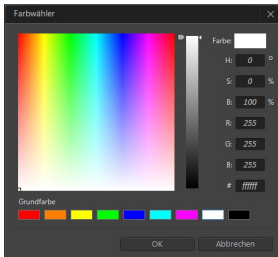 Farbwähler
Farbe:
H: 0 °
S: 0 %
B: 100 %
R: 255
G: 255
B: 255
# ffffff
Grundfarbe
OK Abbrechen